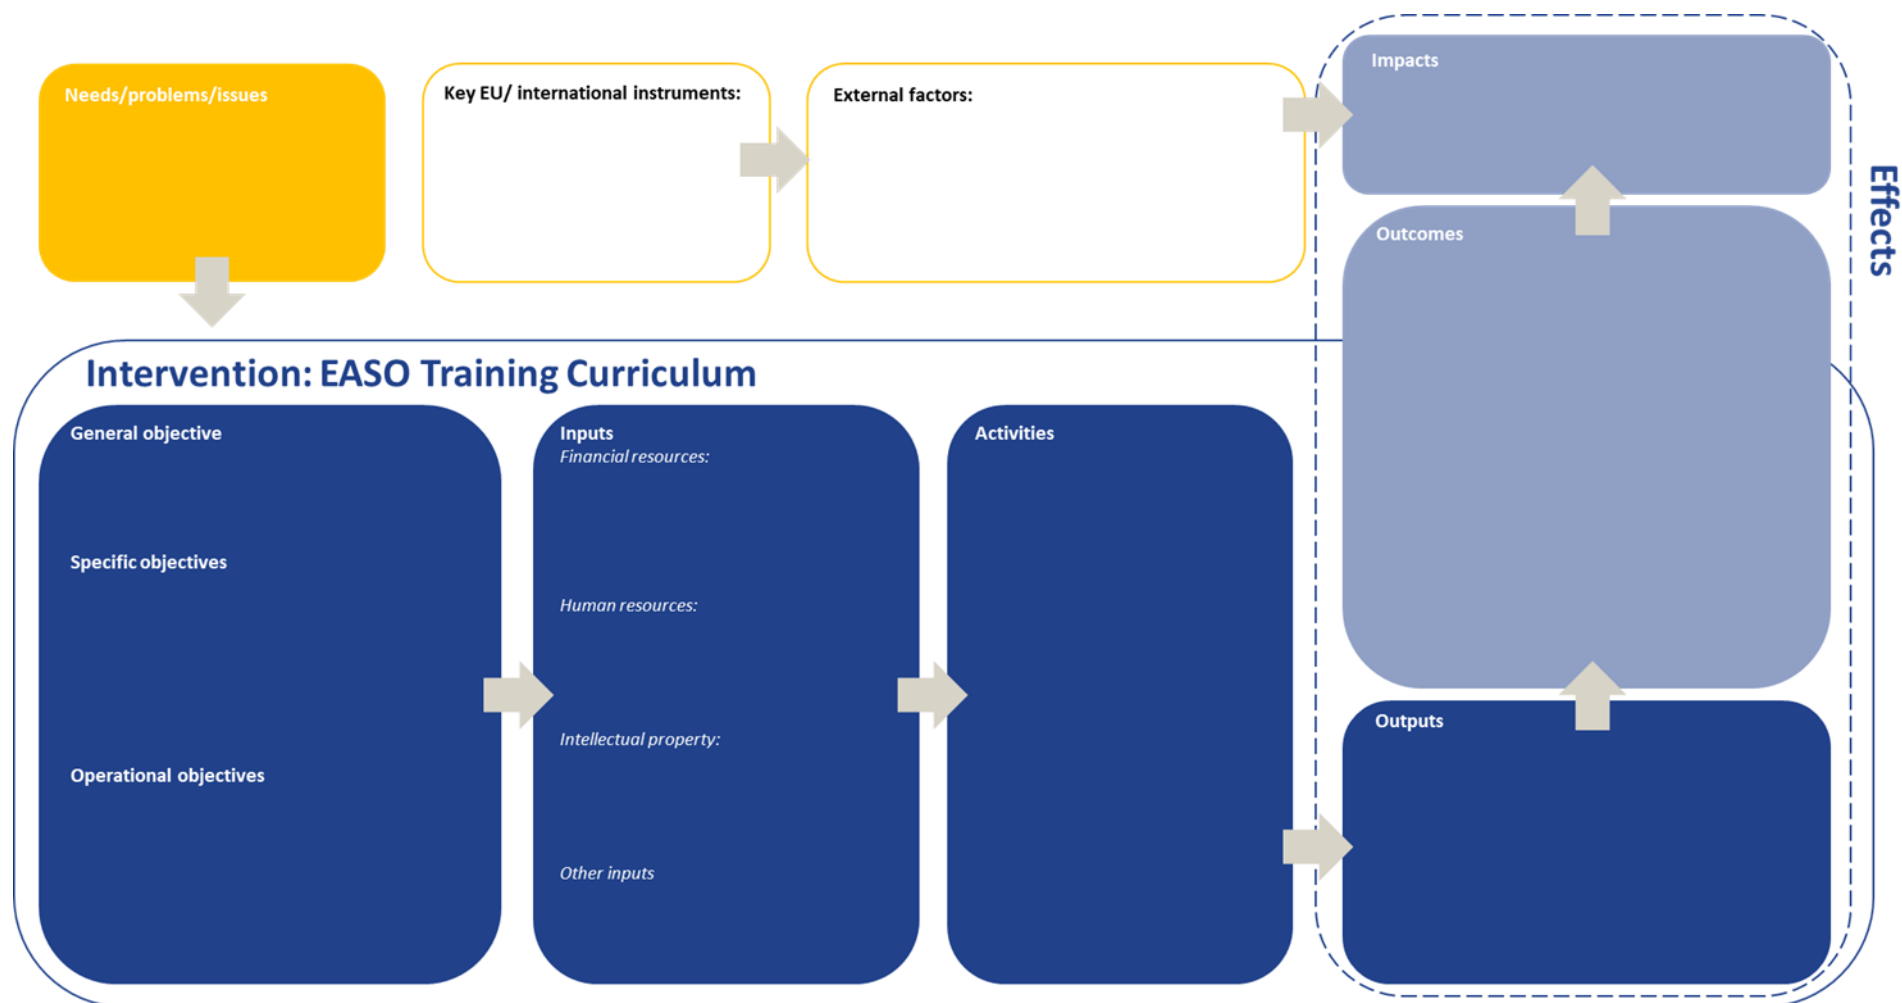 Needs/problems/issues
Key EU/ international instruments:
External factors:
Impacts
Effects
Outcomes
Intervention: EASO Training Curriculum
General objective
Specific objectives
Operational objectives
Inputs
Financial resources:
Human resources:
Intellectual property:
Other inputs
Activities
Outputs